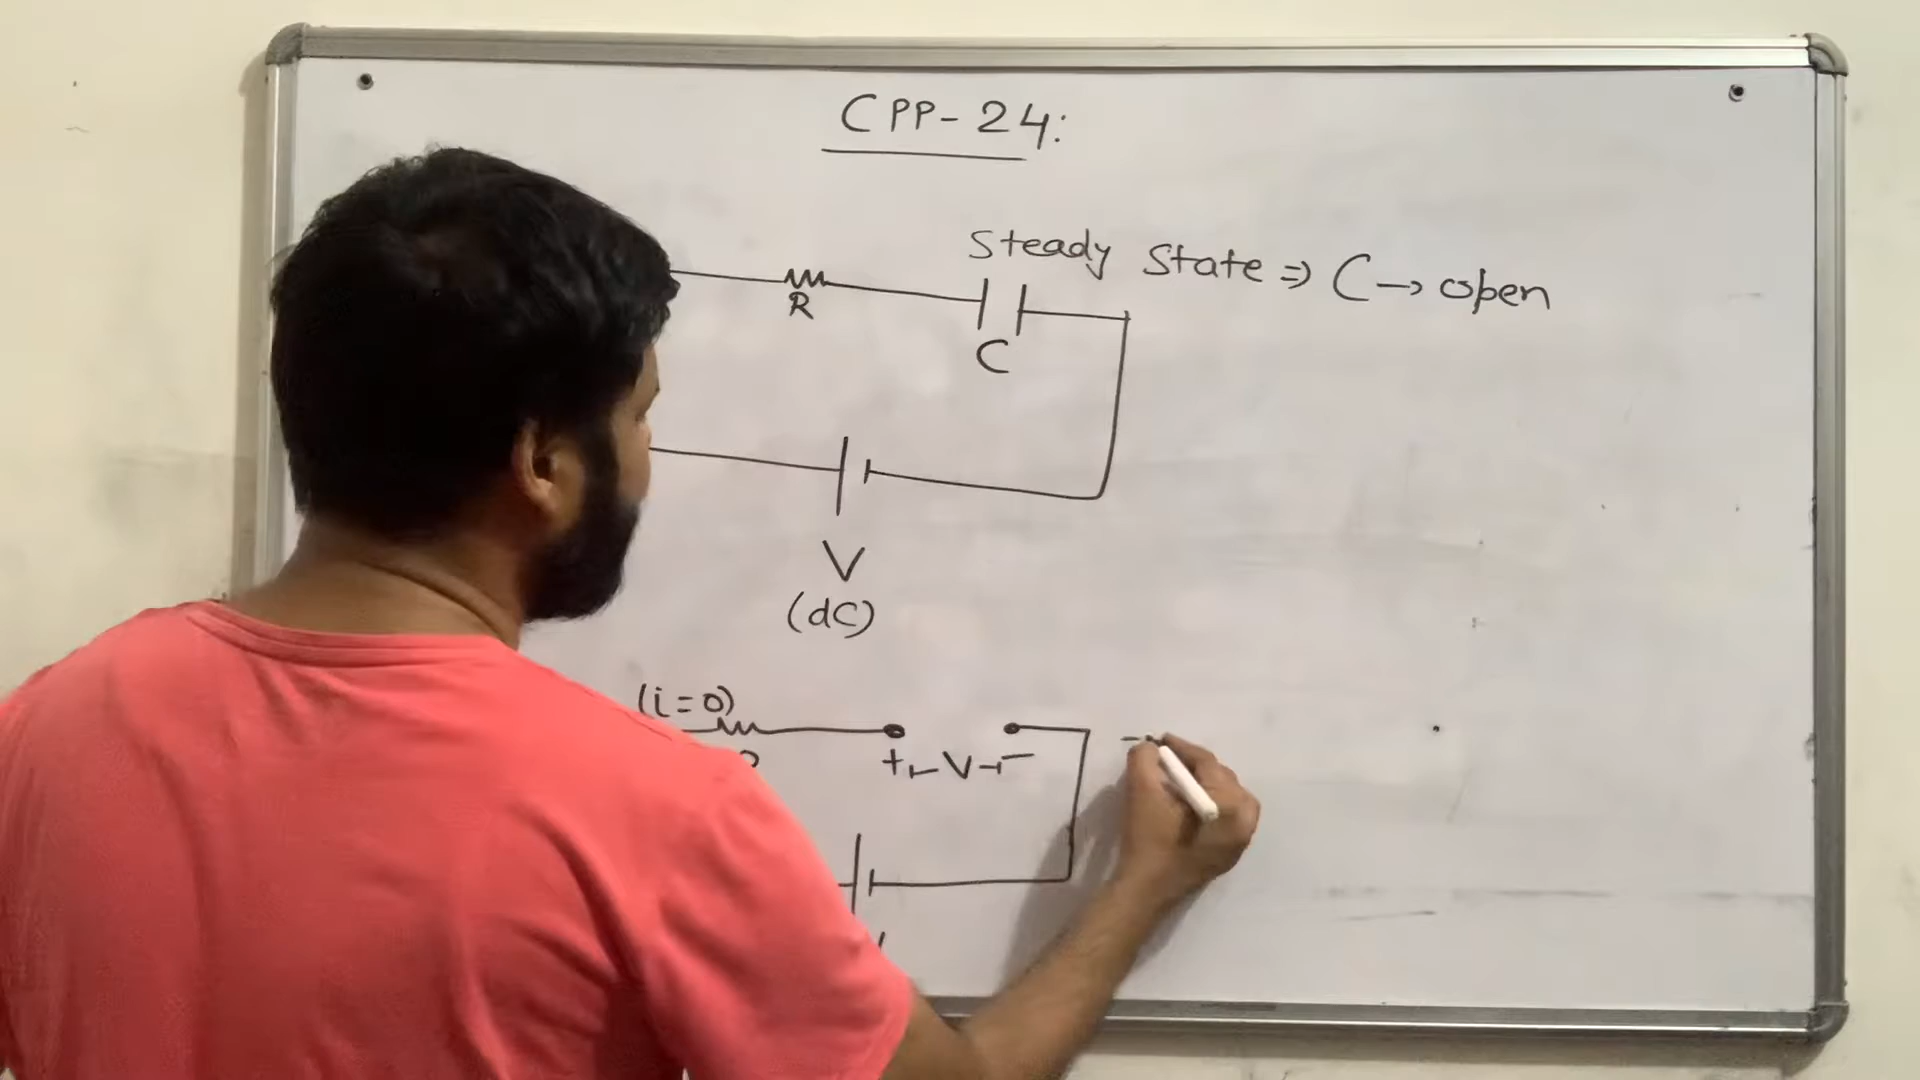 CPP-24:
Steady State ⇒ C → open
R
C
V
(dC)
(i=0)
+ ⊢ V ⊣ −